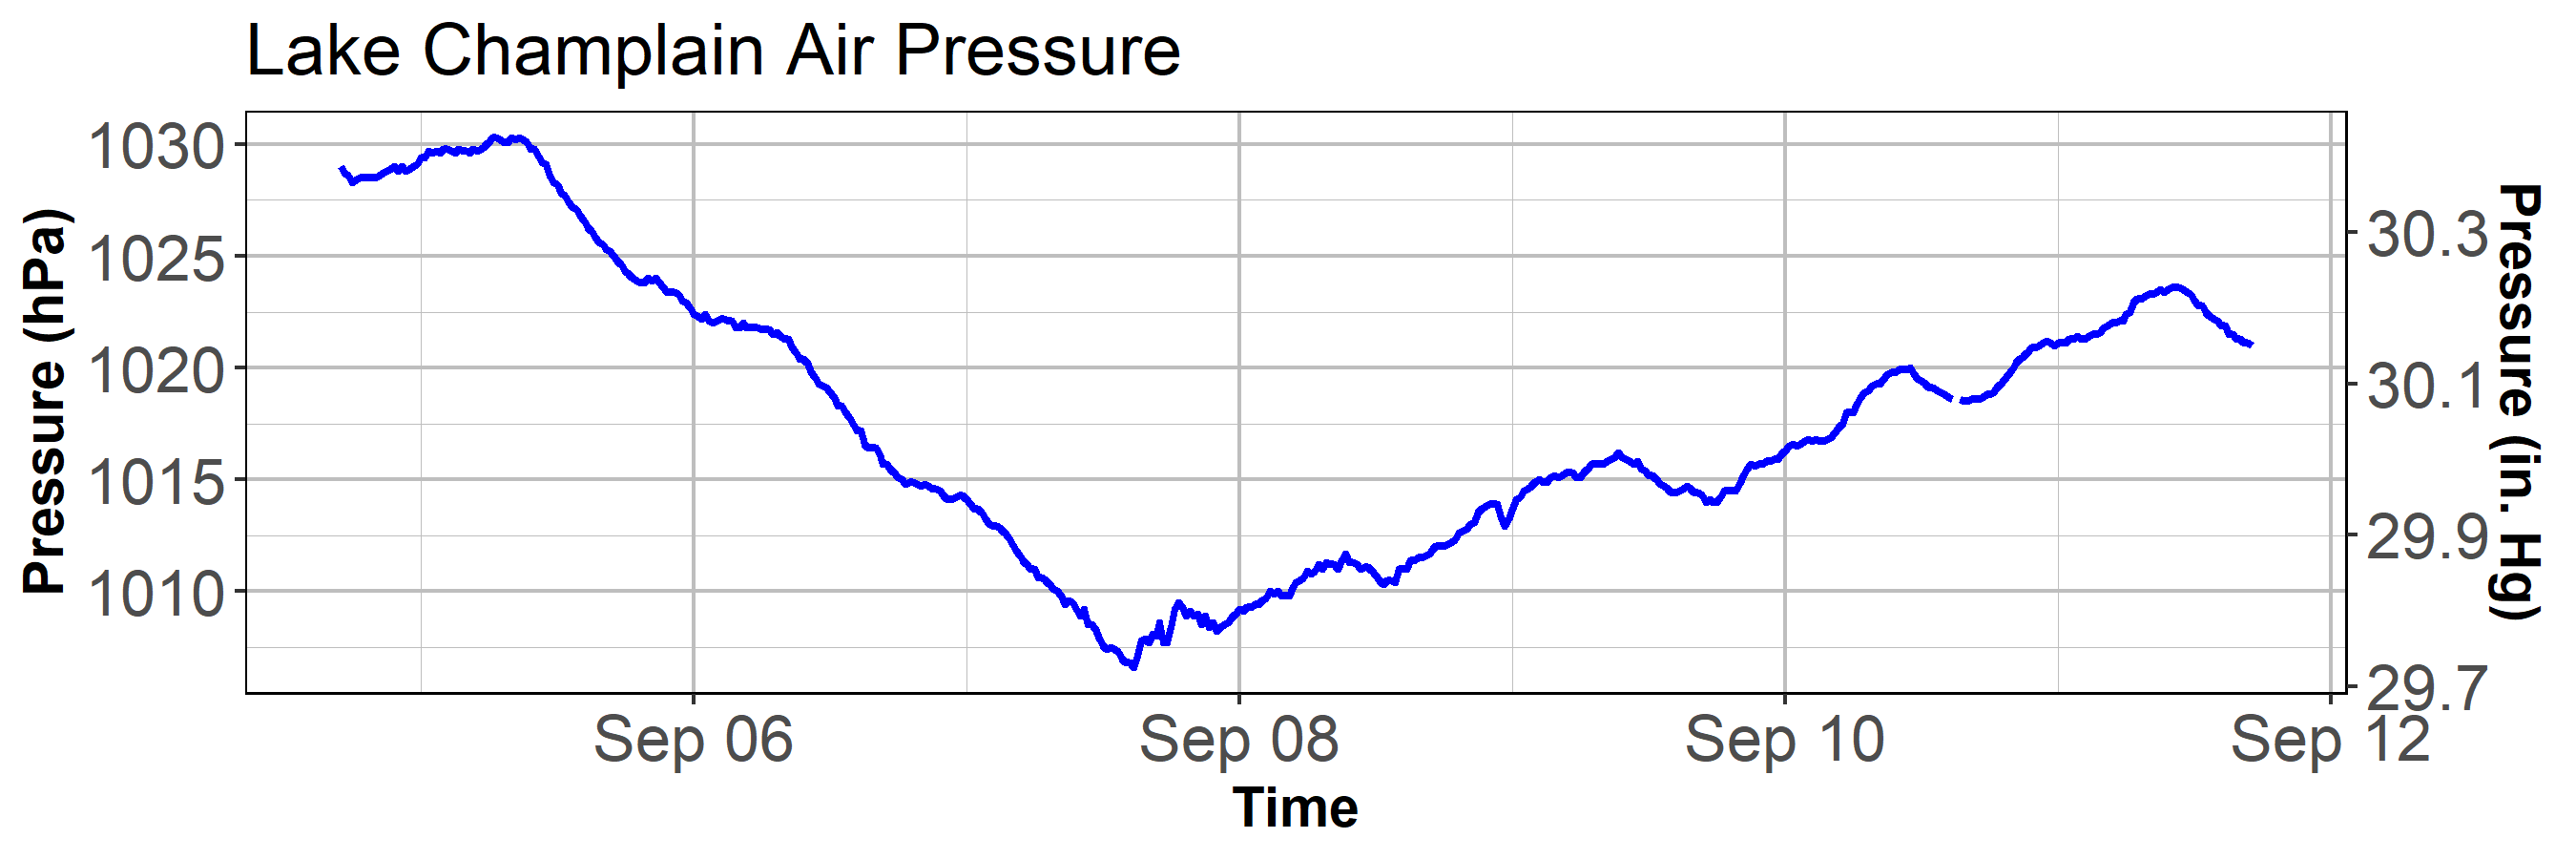 Lake Champlain Air Pressure
1030
1025
1020
1015
1010
Pressure (hPa)
30.3
30.1
29.9
29.7
Pressure (in. Hg)
Sep 06
Sep 08
Sep 10
Sep 12
Time